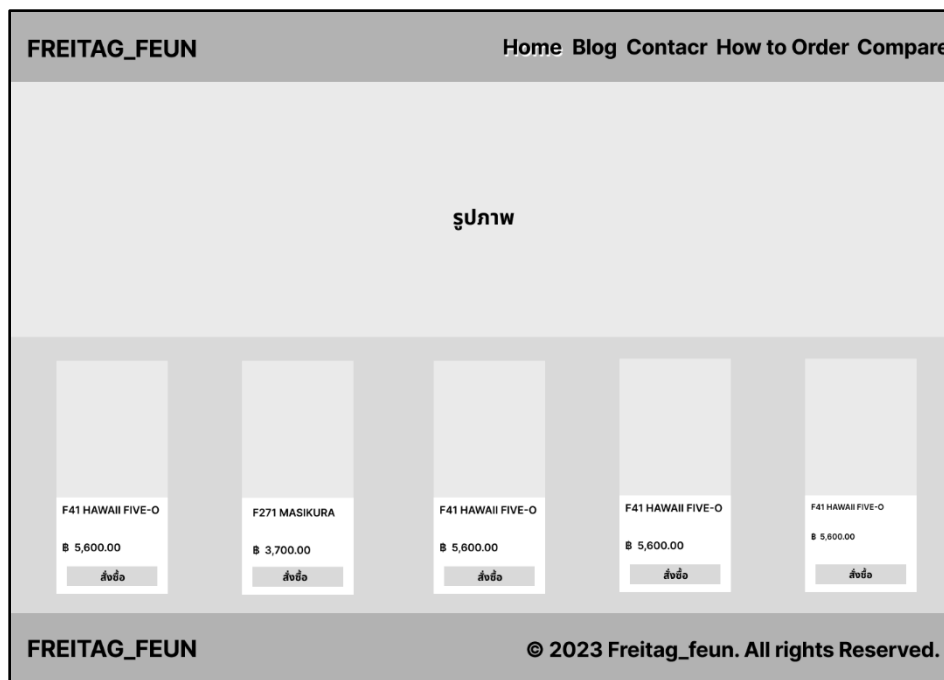 FREITAG_FEUN
Home Blog Contacr How to Order Compare
รูปภาพ
F41 HAWAII FIVE-O
฿ 5,600.00
สั่งซื้อ
F271 MASIKURA
฿ 3,700.00
สั่งซื้อ
F41 HAWAII FIVE-O
฿ 5,600.00
สั่งซื้อ
F41 HAWAII FIVE-O
฿ 5,600.00
สั่งซื้อ
F41 HAWAII FIVE-O
฿ 5,600.00
สั่งซื้อ
FREITAG_FEUN
© 2023 Freitag_feun. All rights Reserved.